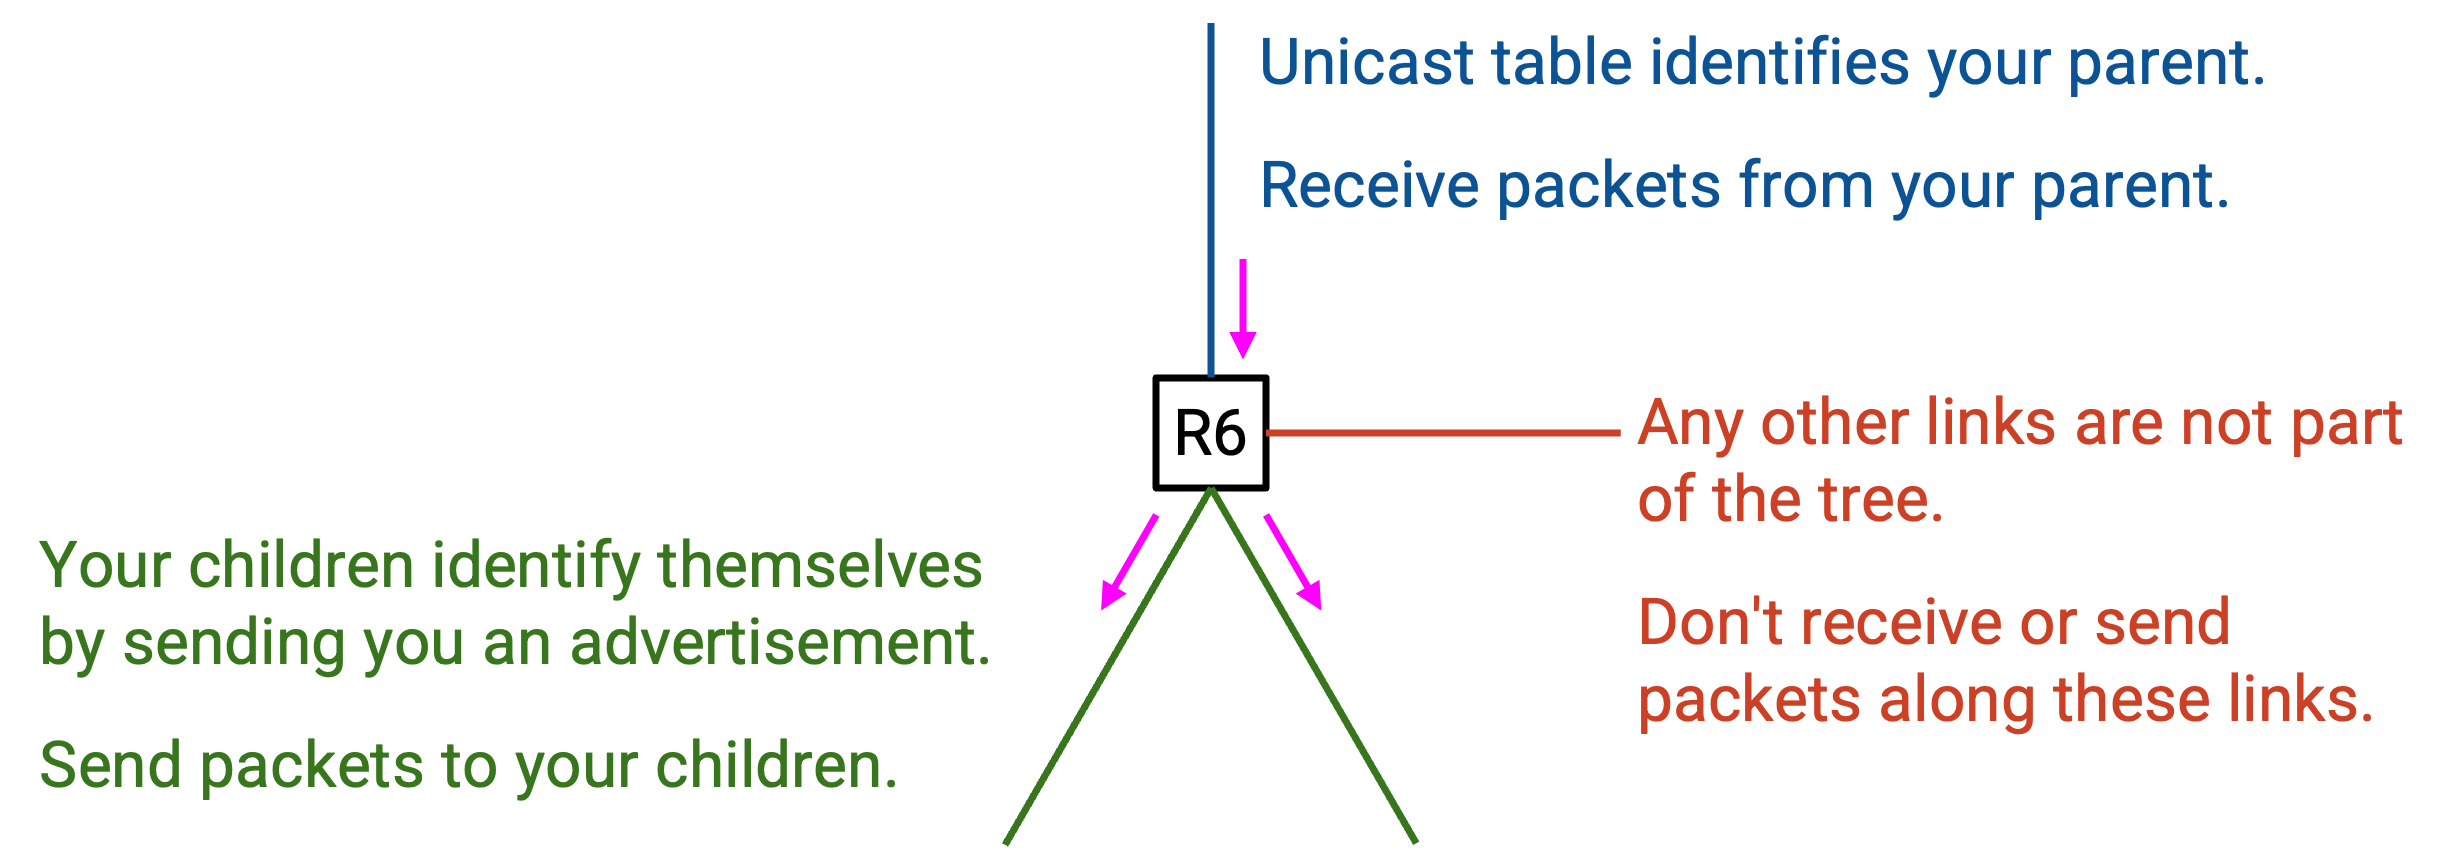 Unicast table identifies your parent.
Receive packets from your parent.
R6
Any other links are not part
of the tree.
Don't receive or send
packets along these links.
Your children identify themselves
by sending you an advertisement.
Send packets to your children.